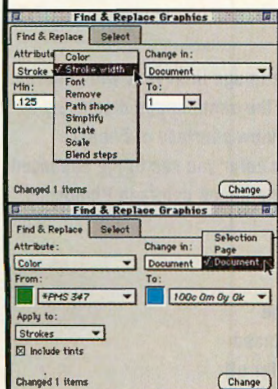 Find & Replace Graphics
Find & Replace Select
Attribute Change in:
Color
Stroke ✓ Stroke width Document
Font
Min: Remove To:
.125 Path shape 1
Simplify
Rotate
Scale
Blend steps
Changed 1 items Change
Find & Replace Graphics
Find & Replace Select
Attribute: Change in: Selection
Page
Color Document ✓ Document
From: To:
*PMS 347 100c 0m 0y 0k
Apply to:
Strokes
Include tints
Changed 1 items Change